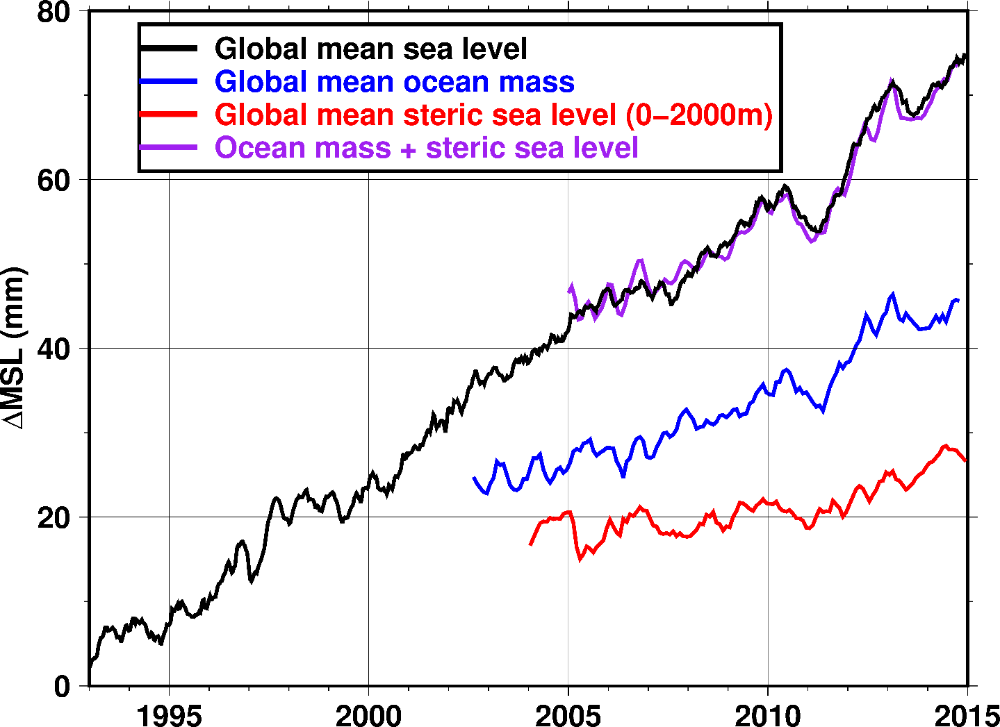 80
Global mean sea level
Global mean ocean mass
Global mean steric sea level (0–2000m)
Ocean mass + steric sea level
60
40
20
0
ΔMSL (mm)
1995 2000 2005 2010 2015